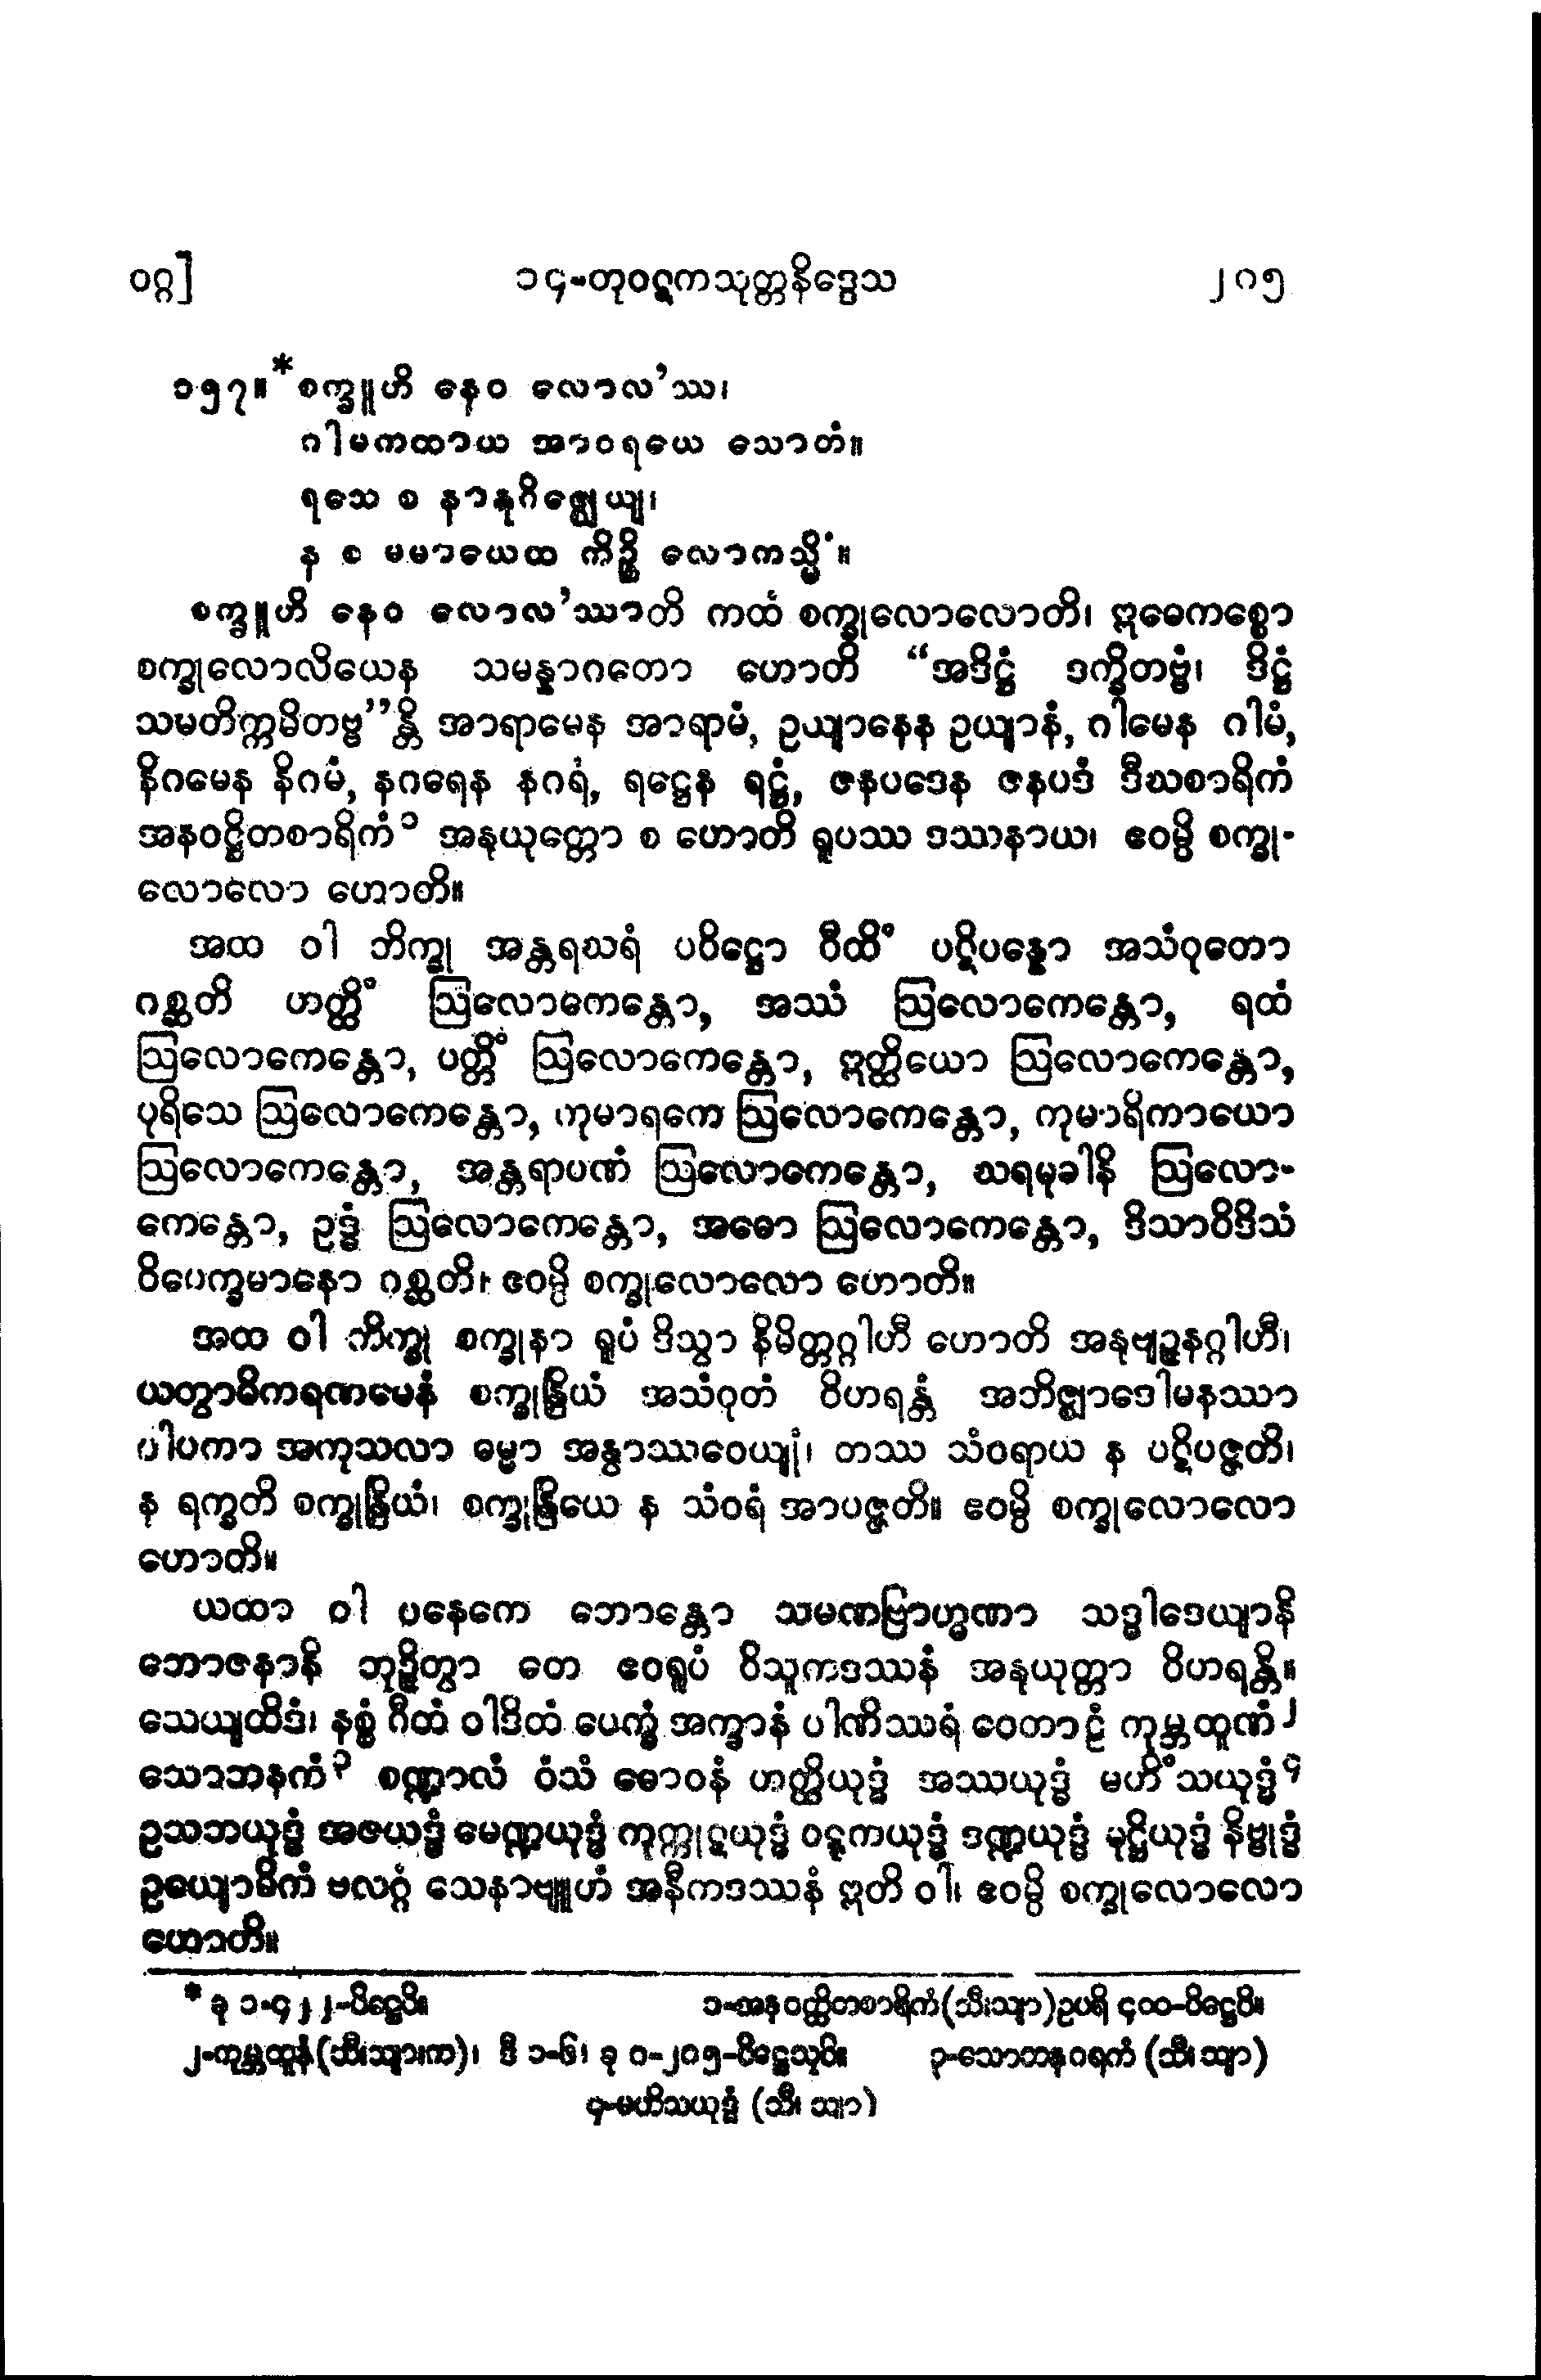 ဝဂ္ဂ]
၁၄-တုဝဋ္ဋကသုတ္တနိဒ္ဒေသ
၂၈၅
၁၅၇။*စက္ခူဟိ နေဝ လောလ’ဿ၊
ဂါမကထာယ အာဝရယေ သောတံ။
ရသေ စ နာနုဂိဇ္ဈေယျ၊
န စ မမာယေထ ကိဉ္စိ လောကသ္မိံ။
စက္ခူဟိ နေဝ လောလ’ဿာတိ ကထံ စက္ခုလောလောတိ၊ ဣဓေကစ္စော
စက္ခုလောလိယေန သမန္နာဂတော ဟောတိ “အဒိဋ္ဌံ ဒက္ခိတဗ္ဗံ၊ ဒိဋ္ဌံ
သမတိက္ကမိတဗ္ဗ”န္တိ အာရာမေန အာရာမံ, ဥယျာနေန ဥယျာနံ, ဂါမေန ဂါမံ,
နိဂမေန နိဂမံ, နဂရေန နဂရံ, ရဋ္ဌေန ရဋ္ဌံ, ဇနပဒေန ဇနပဒံ ဒီဃစာရိကံ
အနဝဋ္ဌိတစာရိကံ၁ အနုယုတ္တော စ ဟောတိ ရူပဿ ဒဿနာယ၊ ဧဝမ္ပိ စက္ခု-
လောလော ဟောတိ။
အထ ဝါ ဘိက္ခု အန္တရဃရံ ပဝိဋ္ဌော ဝီထိံ ပဋိပန္နော အသံဝုတော
ဂစ္ဆတိ ဟတ္ထိံ ဩလောကေန္တော, အဿံ ဩလောကေန္တော, ရထံ
ဩလောကေန္တော, ပတ္တိံ ဩလောကေန္တော, ဣတ္ထိယော ဩလောကေန္တော,
ပုရိသေ ဩလောကေန္တော, ကုမာရကေ ဩလောကေန္တော, ကုမာရိကာယော
ဩလောကေန္တော, အန္တရာပဏံ ဩလောကေန္တော, ဃရမုခါနိ ဩလော-
ကေန္တော, ဥဒ္ဓံ ဩလောကေန္တော, အဓော ဩလောကေန္တော, ဒိသာဝိဒိသံ
ဝိပေက္ခမာနော ဂစ္ဆတိ၊ ဧဝမ္ပိ စက္ခုလောလော ဟောတိ။
အထ ဝါ ဘိက္ခု စက္ခုနာ ရူပံ ဒိသွာ နိမိတ္တဂ္ဂါဟီ ဟောတိ အနုဗျဉ္ဇနဂ္ဂါဟီ၊
ယတွာဓိကရဏမေနံ စက္ခုန္ဒြိယံ အသံဝုတံ ဝိဟရန္တံ အဘိဇ္ဈာဒေါမနဿာ
ပါပကာ အကုသလာ ဓမ္မာ အနွာဿဝေယျုံ၊ တဿ သံဝရာယ န ပဋိပဇ္ဇတိ၊
န ရက္ခတိ စက္ခုန္ဒြိယံ၊ စက္ခုန္ဒြိယေ န သံဝရံ အာပဇ္ဇတိ။ ဧဝမ္ပိ စက္ခုလောလော
ဟောတိ။
ယထာ ဝါ ပနေကေ ဘောန္တော သမဏဗြာဟ္မဏာ သဒ္ဓါဒေယျာနိ
ဘောဇနာနိ ဘုဉ္ဇိတွာ တေ ဧဝရူပံ ဝိသူကဒဿနံ အနုယုတ္တာ ဝိဟရန္တိ။
သေယျထိဒံ၊ နစ္စံ ဂီတံ ဝါဒိတံ ပေက္ခံ အက္ခာနံ ပါဏိဿရံ ဝေတာဠံ ကုမ္ဘထူဏံ၂
သောဘနကံ၃ စဏ္ဍာလံ ဝံသံ ဓောဝနံ ဟတ္ထိယုဒ္ဓံ အဿယုဒ္ဓံ မဟိံသယုဒ္ဓံ၄
ဥသဘယုဒ္ဓံ အဇယဒ္ဓံ မေဏ္ဍယုဒ္ဓံ ကုက္ကုဋယုဒ္ဓံ ဝဋ္ဋကယုဒ္ဓံ ဒဏ္ဍယုဒ္ဓံ မုဋ္ဌိယုဒ္ဓံ နိဗ္ဗုဒ္ဓံ
ဥယျောဓိကံ ဗလဂ္ဂံ သေနာဗျူဟံ အနီကဒဿနံ ဣတိ ဝါ၊ ဧဝမ္ပိ စက္ခုလောလော
ဟောတိ။
* ခု ၁-၄၂၂-ပိဋ္ဌေပိ။ ၁-အနဝတ္ထိတစာရိကံ(သီ၊သျာ)ဥပရိ ၄၀၀-ပိဋ္ဌေပိ။
၂-ကုမ္ဘထူနံ(သီ၊သျာ၊က)၊ ဒီ ၁-၆၊ ခု ၀-၂၈၅-ပိဋ္ဌေသုပိ။ ၃-သောဘနဂရကံ (သီ၊ သျာ)
၄-မဟိသယုဒ္ဓံ (သီ၊ သျာ)